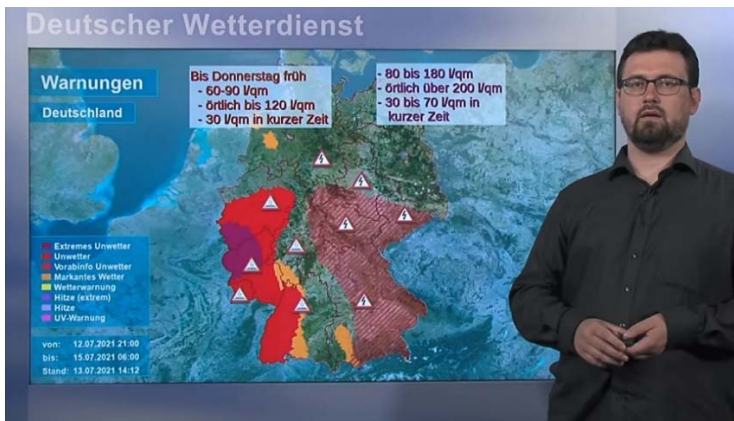 Deutscher Wetterdienst
Warnungen
Deutschland
Bis Donnerstag früh
- 60-90 l/qm
- örtlich bis 120 l/qm
- 30 l/qm in kurzer Zeit
- 80 bis 180 l/qm
- örtlich über 200 l/qm
- 30 bis 70 l/qm in
kurzer Zeit
Extremes Unwetter
Unwetter
Vorabinfo Unwetter
Markantes Wetter
Wetterwarnung
Hitze (extrem)
Hitze
UV-Warnung
von: 12.07.2021 21:00
bis: 15.07.2021 06:00
Stand: 13.07.2021 14:12